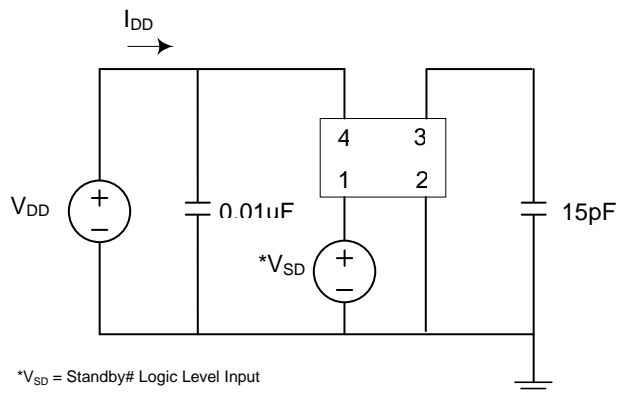 IDD
4 3
1 2
VDD
0.01uF
*VSD
15pF
*VSD = Standby# Logic Level Input